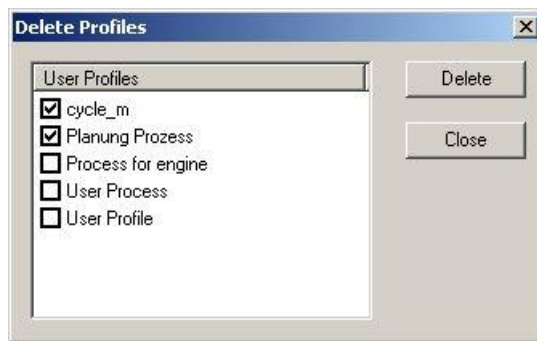 Delete Profiles
User Profiles
Delete
cycle_m
Planung Prozess
Close
Process for engine
User Process
User Profile